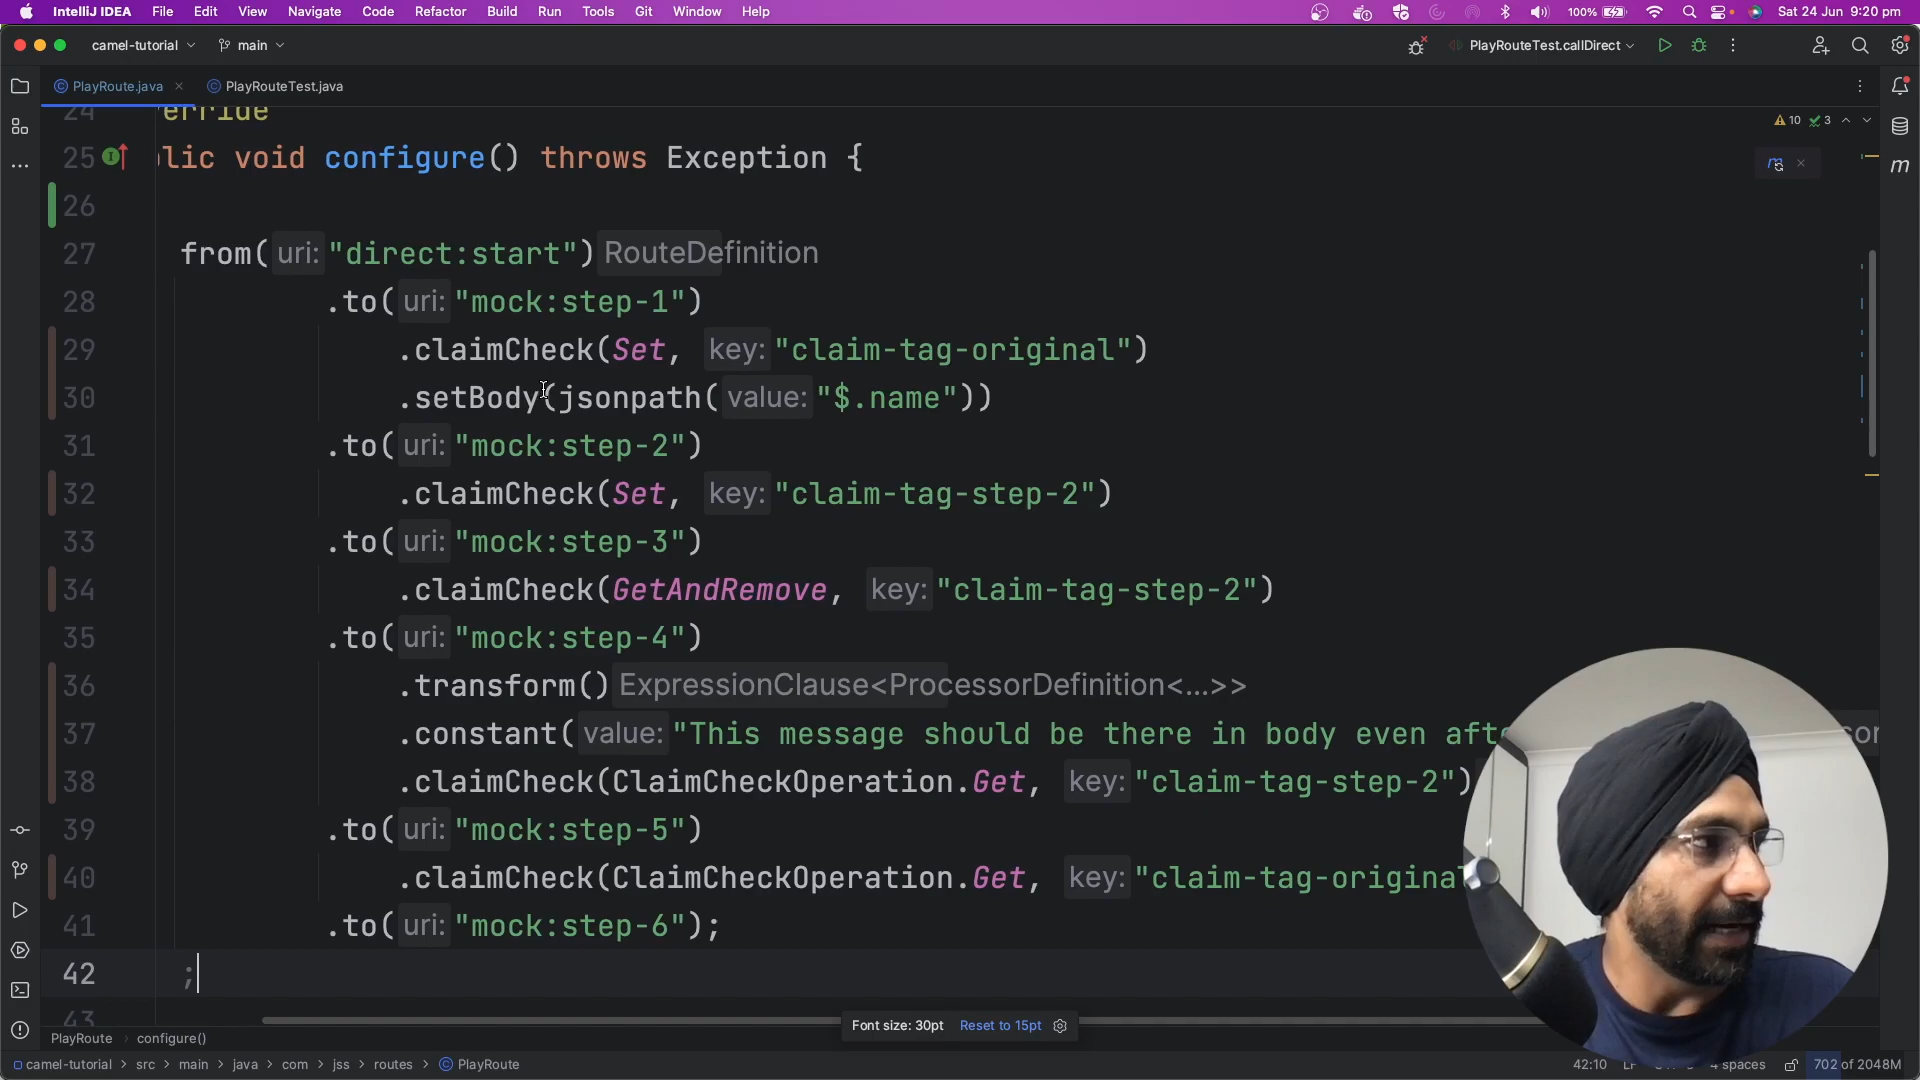 IntelliJ IDEA File Edit View Navigate Code Refactor Build Run Tools Git Window Help 100% Sat 24 Jun 9:20 pm
camel-tutorial main PlayRouteTest.callDirect
PlayRoute.java PlayRouteTest.java
24 erride
10 3
25 lic void configure() throws Exception {
26
27 from( uri: "direct:start") RouteDefinition
28 .to( uri: "mock:step-1")
29 .claimCheck(Set, key: "claim-tag-original")
30 .setBody(jsonpath( value: "$.name"))
31 .to( uri: "mock:step-2")
32 .claimCheck(Set, key: "claim-tag-step-2")
33 .to( uri: "mock:step-3")
34 .claimCheck(GetAndRemove, key: "claim-tag-step-2")
35 .to( uri: "mock:step-4")
36 .transform() ExpressionClause<ProcessorDefinition<...>>
37 .constant( value: "This message should be there in body even afte
38 .claimCheck(ClaimCheckOperation.Get, key: "claim-tag-step-2")
39 .to( uri: "mock:step-5")
40 .claimCheck(ClaimCheckOperation.Get, key: "claim-tag-origina
41 .to( uri: "mock:step-6");
42 ;
43
Font size: 30pt Reset to 15pt
PlayRoute configure()
camel-tutorial > src > main > java > com > jss > routes > PlayRoute 42:10 4 spaces 702 of 2048M